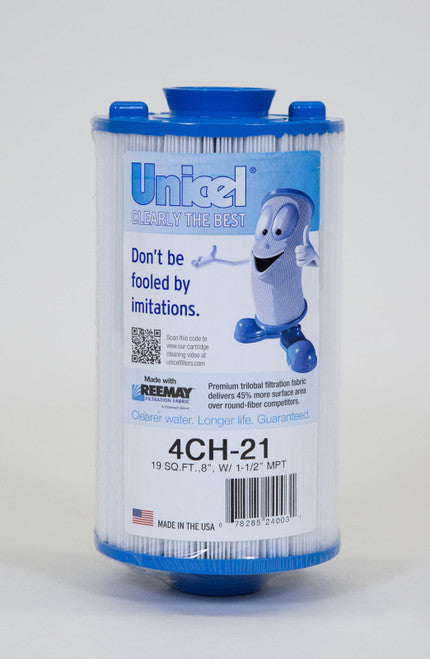 Unicel®
CLEARLY THE BEST
Don't be
fooled by
imitations.
Scan this code to
view our cartridge
cleaning video at
unicelfilters.com
Made with
REEMAY
FILTRATION FABRIC
Premium trilobal filtration fabric
delivers 45% more surface area
over round-fiber competitors.
Clearer water. Longer life. Guaranteed.
4CH-21
19 SQ.FT.,8", W/ 1-1/2" MPT
MADE IN THE USA
6 78285 24003